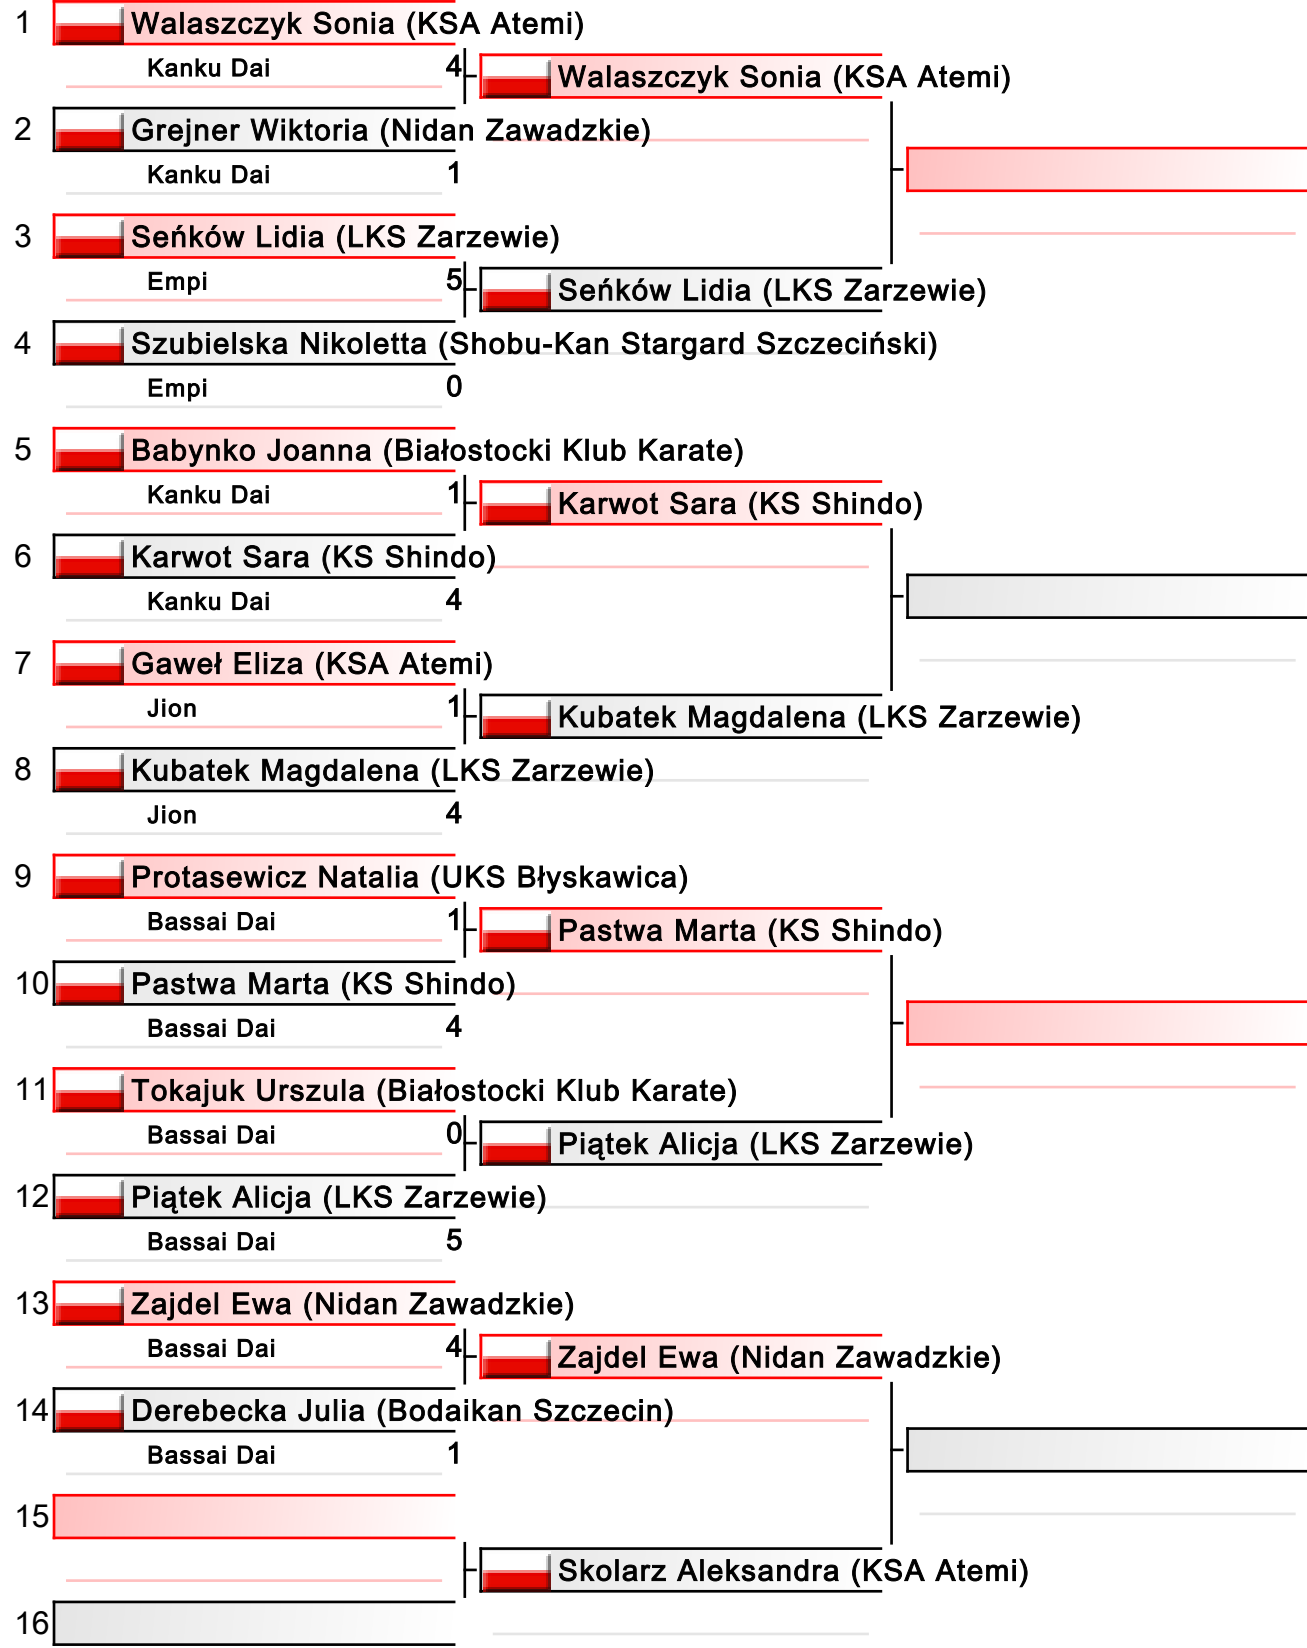 1 Walaszczyk Sonia (KSA Atemi)
Kanku Dai 4
Walaszczyk Sonia (KSA Atemi)
2 Grejner Wiktoria (Nidan Zawadzkie)
Kanku Dai 1
3 Seńków Lidia (LKS Zarzewie)
Empi 5
Seńków Lidia (LKS Zarzewie)
4 Szubielska Nikoletta (Shobu-Kan Stargard Szczeciński)
Empi 0
5 Babynko Joanna (Białostocki Klub Karate)
Kanku Dai 1
Karwot Sara (KS Shindo)
6 Karwot Sara (KS Shindo)
Kanku Dai 4
7 Gaweł Eliza (KSA Atemi)
Jion 1
Kubatek Magdalena (LKS Zarzewie)
8 Kubatek Magdalena (LKS Zarzewie)
Jion 4
9 Protasewicz Natalia (UKS Błyskawica)
Bassai Dai 1
Pastwa Marta (KS Shindo)
10 Pastwa Marta (KS Shindo)
Bassai Dai 4
11 Tokajuk Urszula (Białostocki Klub Karate)
Bassai Dai 0
Piątek Alicja (LKS Zarzewie)
12 Piątek Alicja (LKS Zarzewie)
Bassai Dai 5
13 Zajdel Ewa (Nidan Zawadzkie)
Bassai Dai 4
Zajdel Ewa (Nidan Zawadzkie)
14 Derebecka Julia (Bodaikan Szczecin)
Bassai Dai 1
15
Skolarz Aleksandra (KSA Atemi)
16